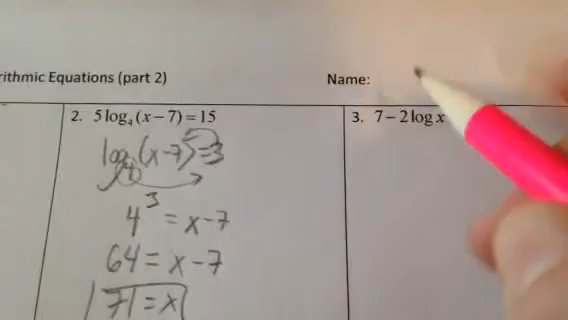 rithmic Equations (part 2)
Name:
2. 5 log₄ (x − 7) = 15
log₄(x-7)=3
4³ = x-7
64 = x-7
71 = x
3. 7 − 2 log x